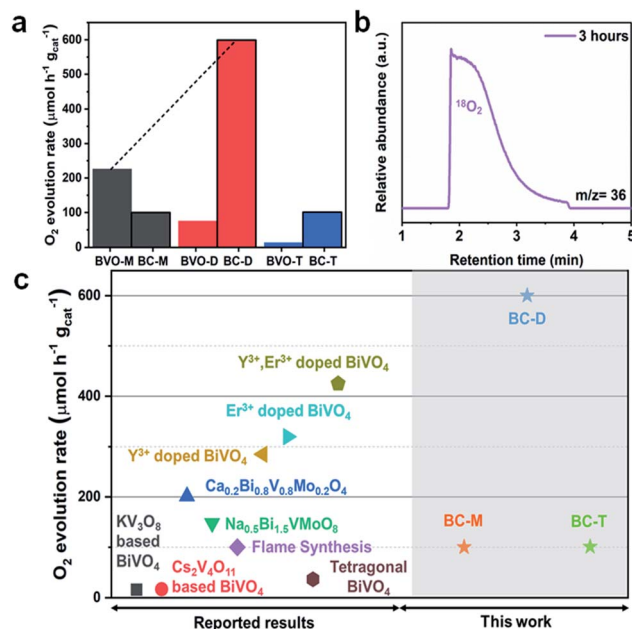 a
O₂ evolution rate (μmol h⁻¹ gcat⁻¹)
600
500
400
300
200
100
0
BVO-M BC-M BVO-D BC-D BVO-T BC-T
b
Relative abundance (a.u.)
3 hours
¹⁸O₂
m/z= 36
1 2 3 4 5
Retention time (min)
c
O₂ evolution rate (μmol h⁻¹ gcat⁻¹)
600
400
200
0
BC-D
Y³⁺,Er³⁺ doped BiVO₄
Er³⁺ doped BiVO₄
Y³⁺ doped BiVO₄
Ca₀.₂Bi₀.₈V₀.₈Mo₀.₂O₄
KV₃O₈
based
BiVO₄
Na₀.₅Bi₁.₅VMoO₈
Flame Synthesis
Cs₂V₄O₁₁
based BiVO₄
Tetragonal
BiVO₄
BC-M
BC-T
Reported results
This work